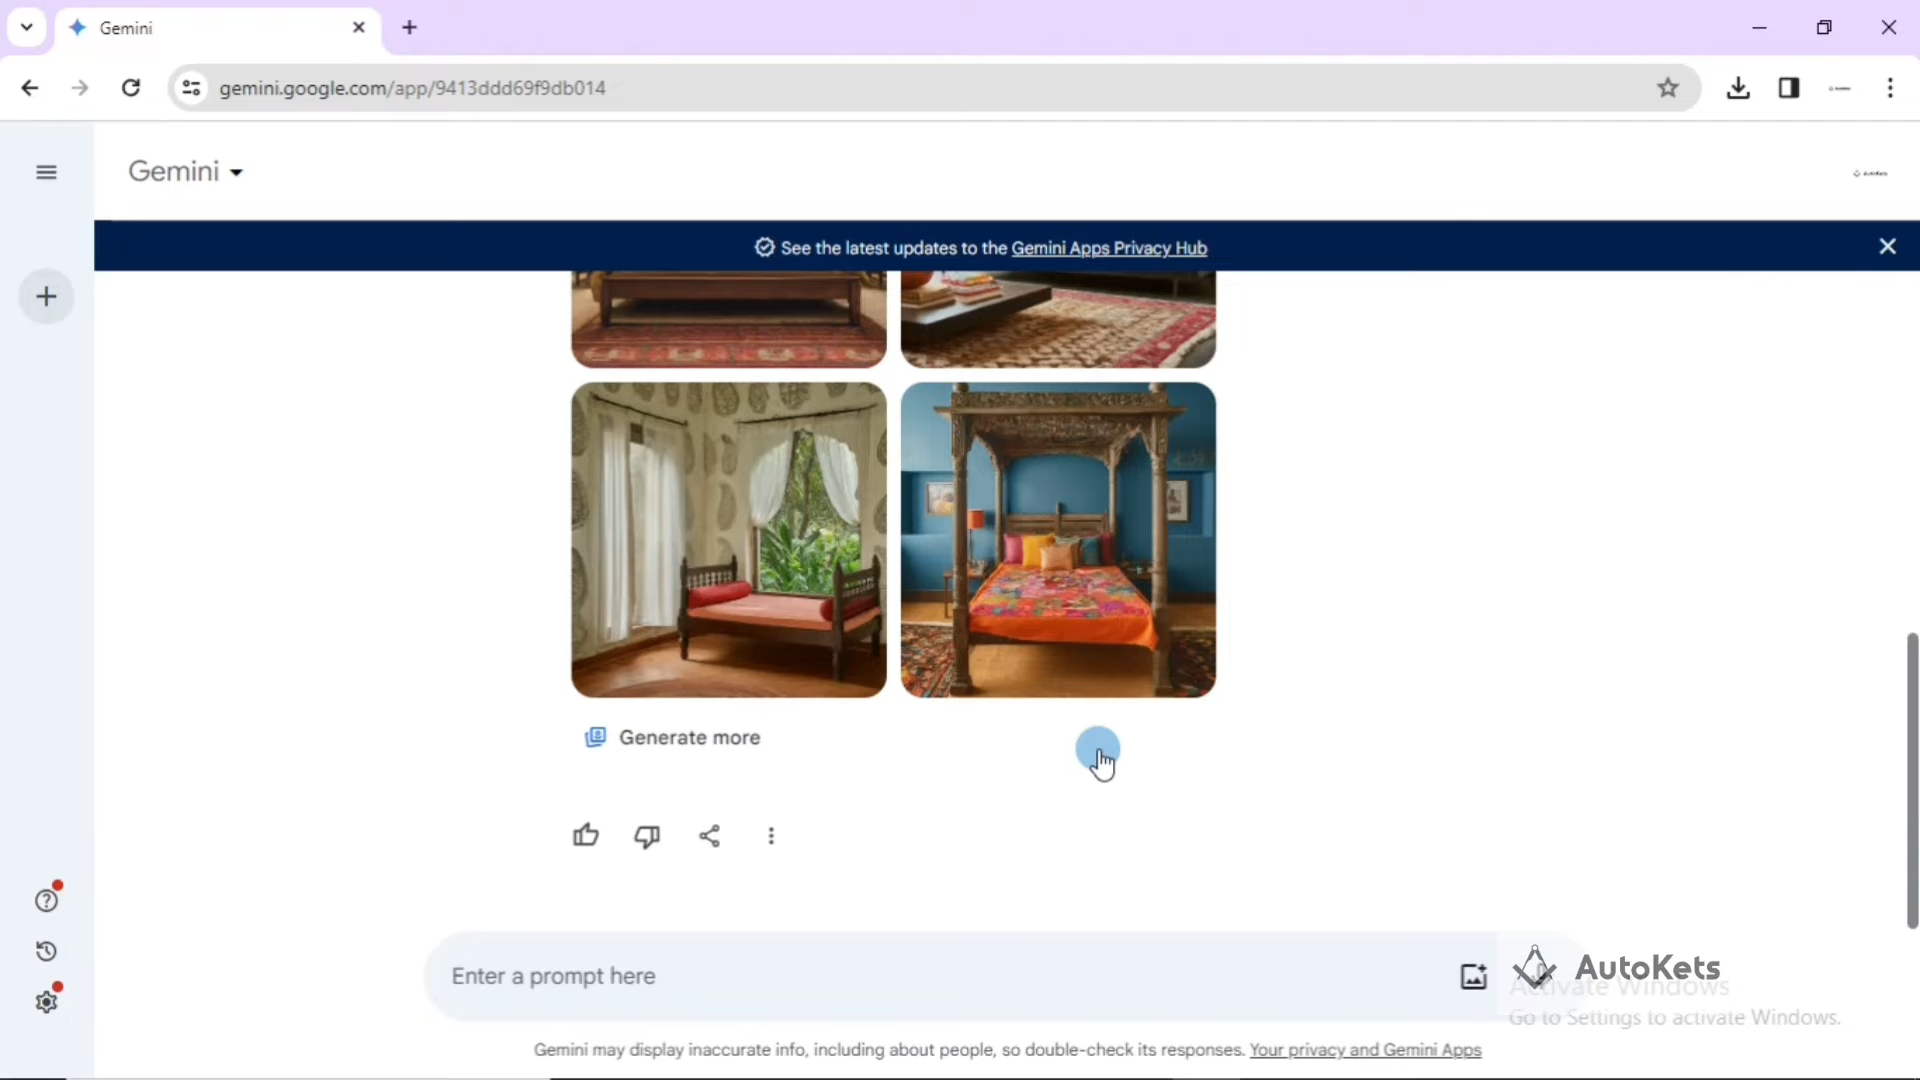 Gemini
gemini.google.com/app/9413ddd69f9db014
Gemini
AutoKets
See the latest updates to the Gemini Apps Privacy Hub
Generate more
Enter a prompt here
AutoKets
Activate Windows
Go to Settings to activate Windows.
Gemini may display inaccurate info, including about people, so double-check its responses. Your privacy and Gemini Apps